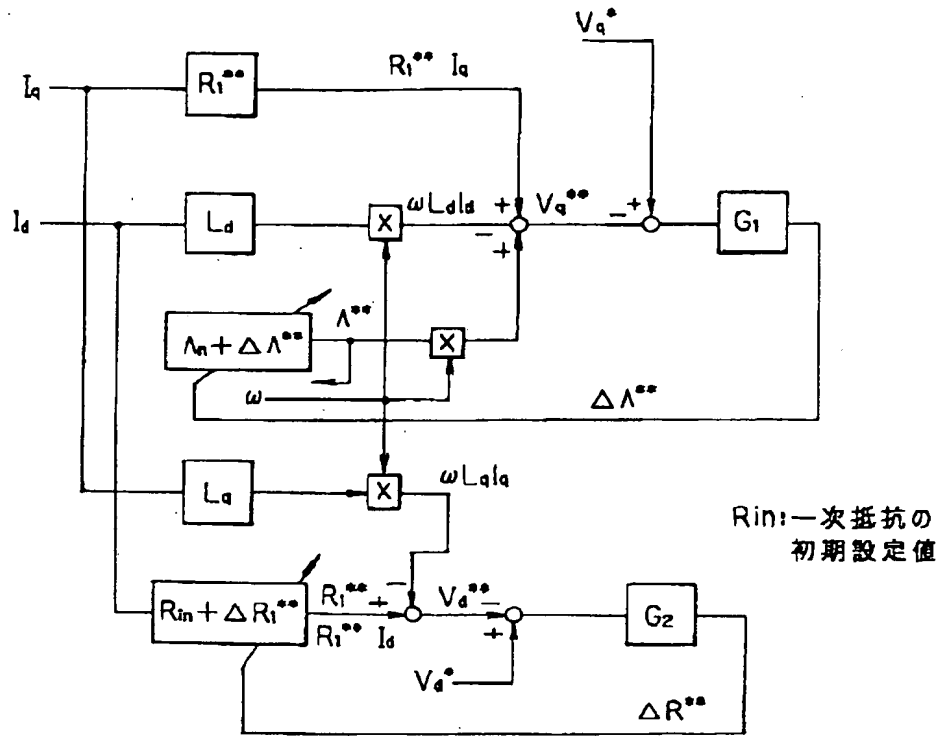 Vq*
Iq
R1**
R1** Iq
Id
Ld
X
ωLdId
+
-
+
Vq**
-
+
G1
Λn+ΔΛ**
Λ**
X
ω
ΔΛ**
Lq
X
ωLqIq
Rin:一次抵抗の
初期設定値
Rin+ΔR1**
R1**
+
-
R1** Id
Vd**
-
+
G2
Vd*
ΔR**